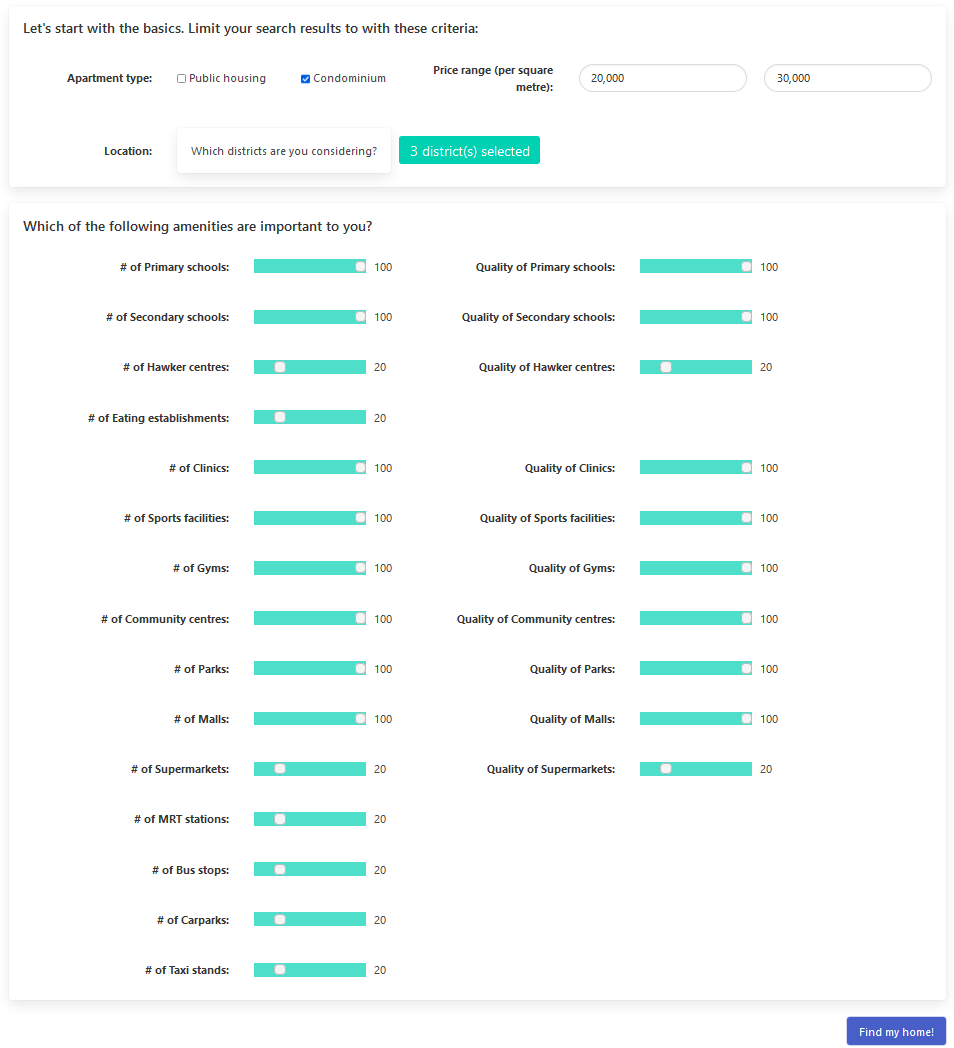 Let's start with the basics. Limit your search results to with these criteria:
Apartment type: Public housing Condominium Price range (per square metre): 20,000 30,000
Location: Which districts are you considering? 3 district(s) selected
Which of the following amenities are important to you?
# of Primary schools: 100 Quality of Primary schools: 100
# of Secondary schools: 100 Quality of Secondary schools: 100
# of Hawker centres: 20 Quality of Hawker centres: 20
# of Eating establishments: 20
# of Clinics: 100 Quality of Clinics: 100
# of Sports facilities: 100 Quality of Sports facilities: 100
# of Gyms: 100 Quality of Gyms: 100
# of Community centres: 100 Quality of Community centres: 100
# of Parks: 100 Quality of Parks: 100
# of Malls: 100 Quality of Malls: 100
# of Supermarkets: 20 Quality of Supermarkets: 20
# of MRT stations: 20
# of Bus stops: 20
# of Carparks: 20
# of Taxi stands: 20
Find my home!